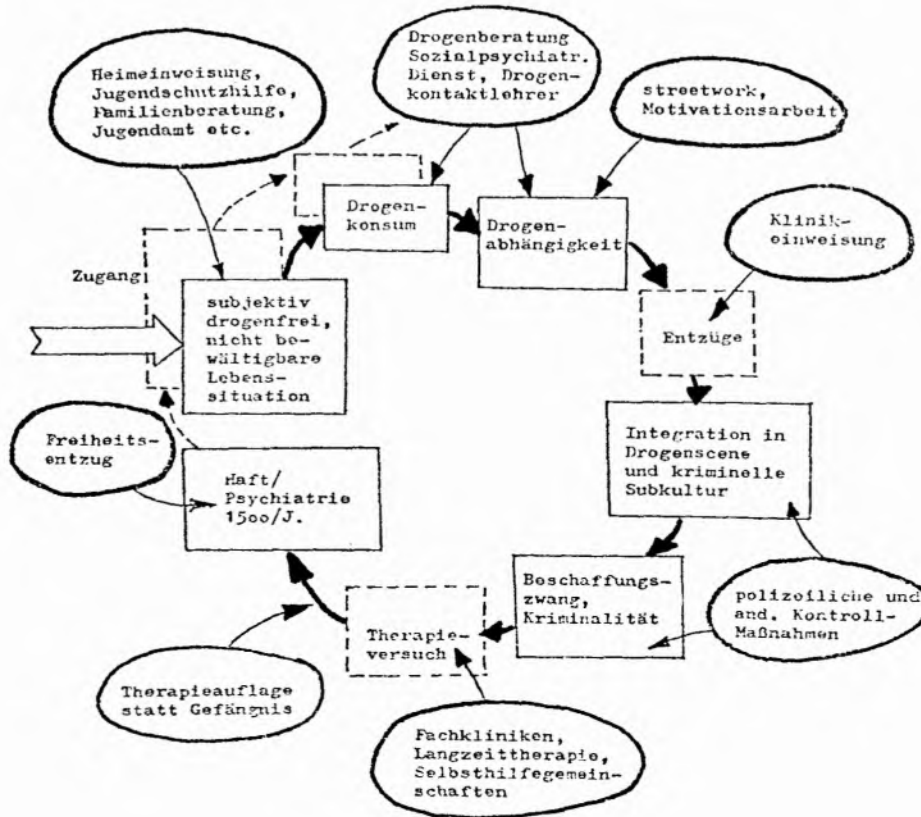 Heimeinweisung,
Jugendschutzhilfe,
Familienberatung,
Jugendamt etc.
Drogenberatung
Sozialpsychiatr.
Dienst, Drogen-
kontaktlehrer
streetwork,
Motivationsarbeit
Drogen-
konsum
Drogen-
abhängigkeit
Klinik-
einweisung
Zugang
subjektiv
drogenfrei,
nicht be-
wältigbare
Lebens-
situation
Entzüge
Freiheits-
entzug
Haft/
Psychiatrie
1500/J.
Integration in
Drogenscene
und kriminelle
Subkultur
Beschaffungs-
zwang,
Kriminalität
polizeiliche und
and. Kontroll-
Maßnahmen
Therapie-
versuch
Therapieauflage
statt Gefängnis
Fachkliniken,
Langzeittherapie,
Selbsthilfegemein-
schaften